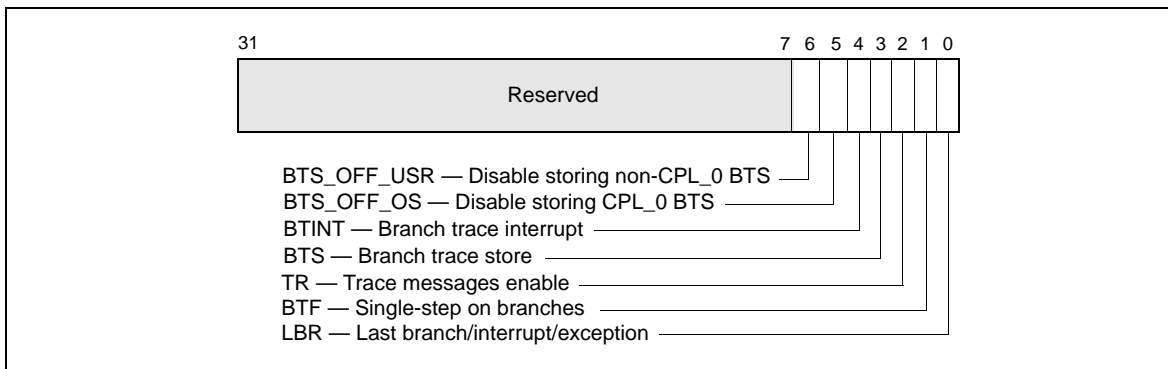 31 7 6 5 4 3 2 1 0
Reserved
BTS_OFF_USR — Disable storing non-CPL_0 BTS
BTS_OFF_OS — Disable storing CPL_0 BTS
BTINT — Branch trace interrupt
BTS — Branch trace store
TR — Trace messages enable
BTF — Single-step on branches
LBR — Last branch/interrupt/exception